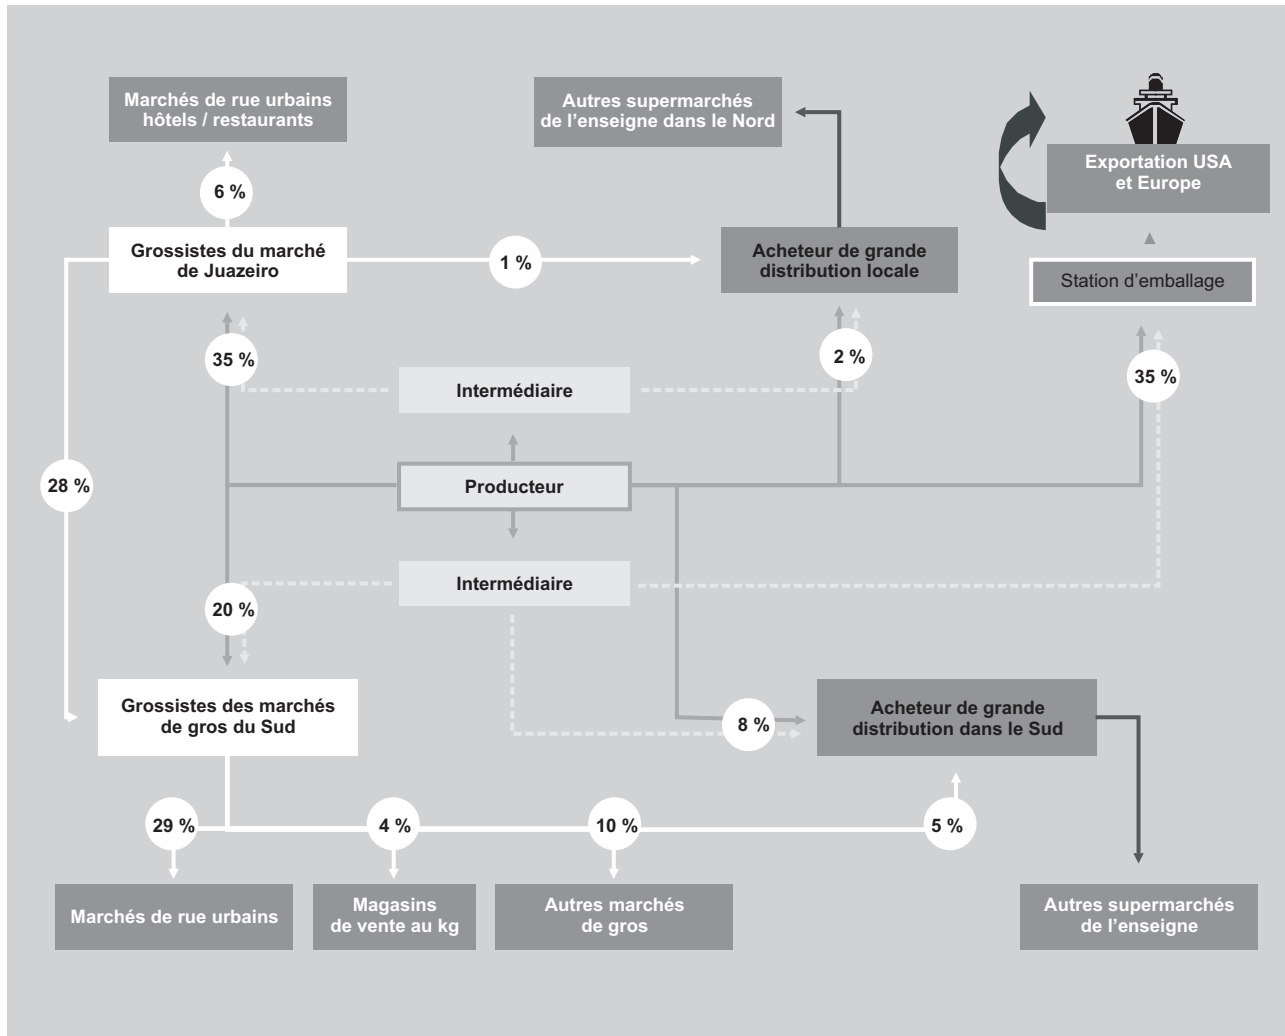 Marchés de rue urbains
hôtels / restaurants
Autres supermarchés
de l’enseigne dans le Nord
Exportation USA
et Europe
6 %
Grossistes du marché
de Juazeiro
1 %
Acheteur de grande
distribution locale
Station d’emballage
35 %
2 %
35 %
Intermédiaire
28 %
Producteur
Intermédiaire
20 %
Grossistes des marchés
de gros du Sud
8 %
Acheteur de grande
distribution dans le Sud
29 %
4 %
10 %
5 %
Marchés de rue urbains
Magasins
de vente au kg
Autres marchés
de gros
Autres supermarchés
de l’enseigne